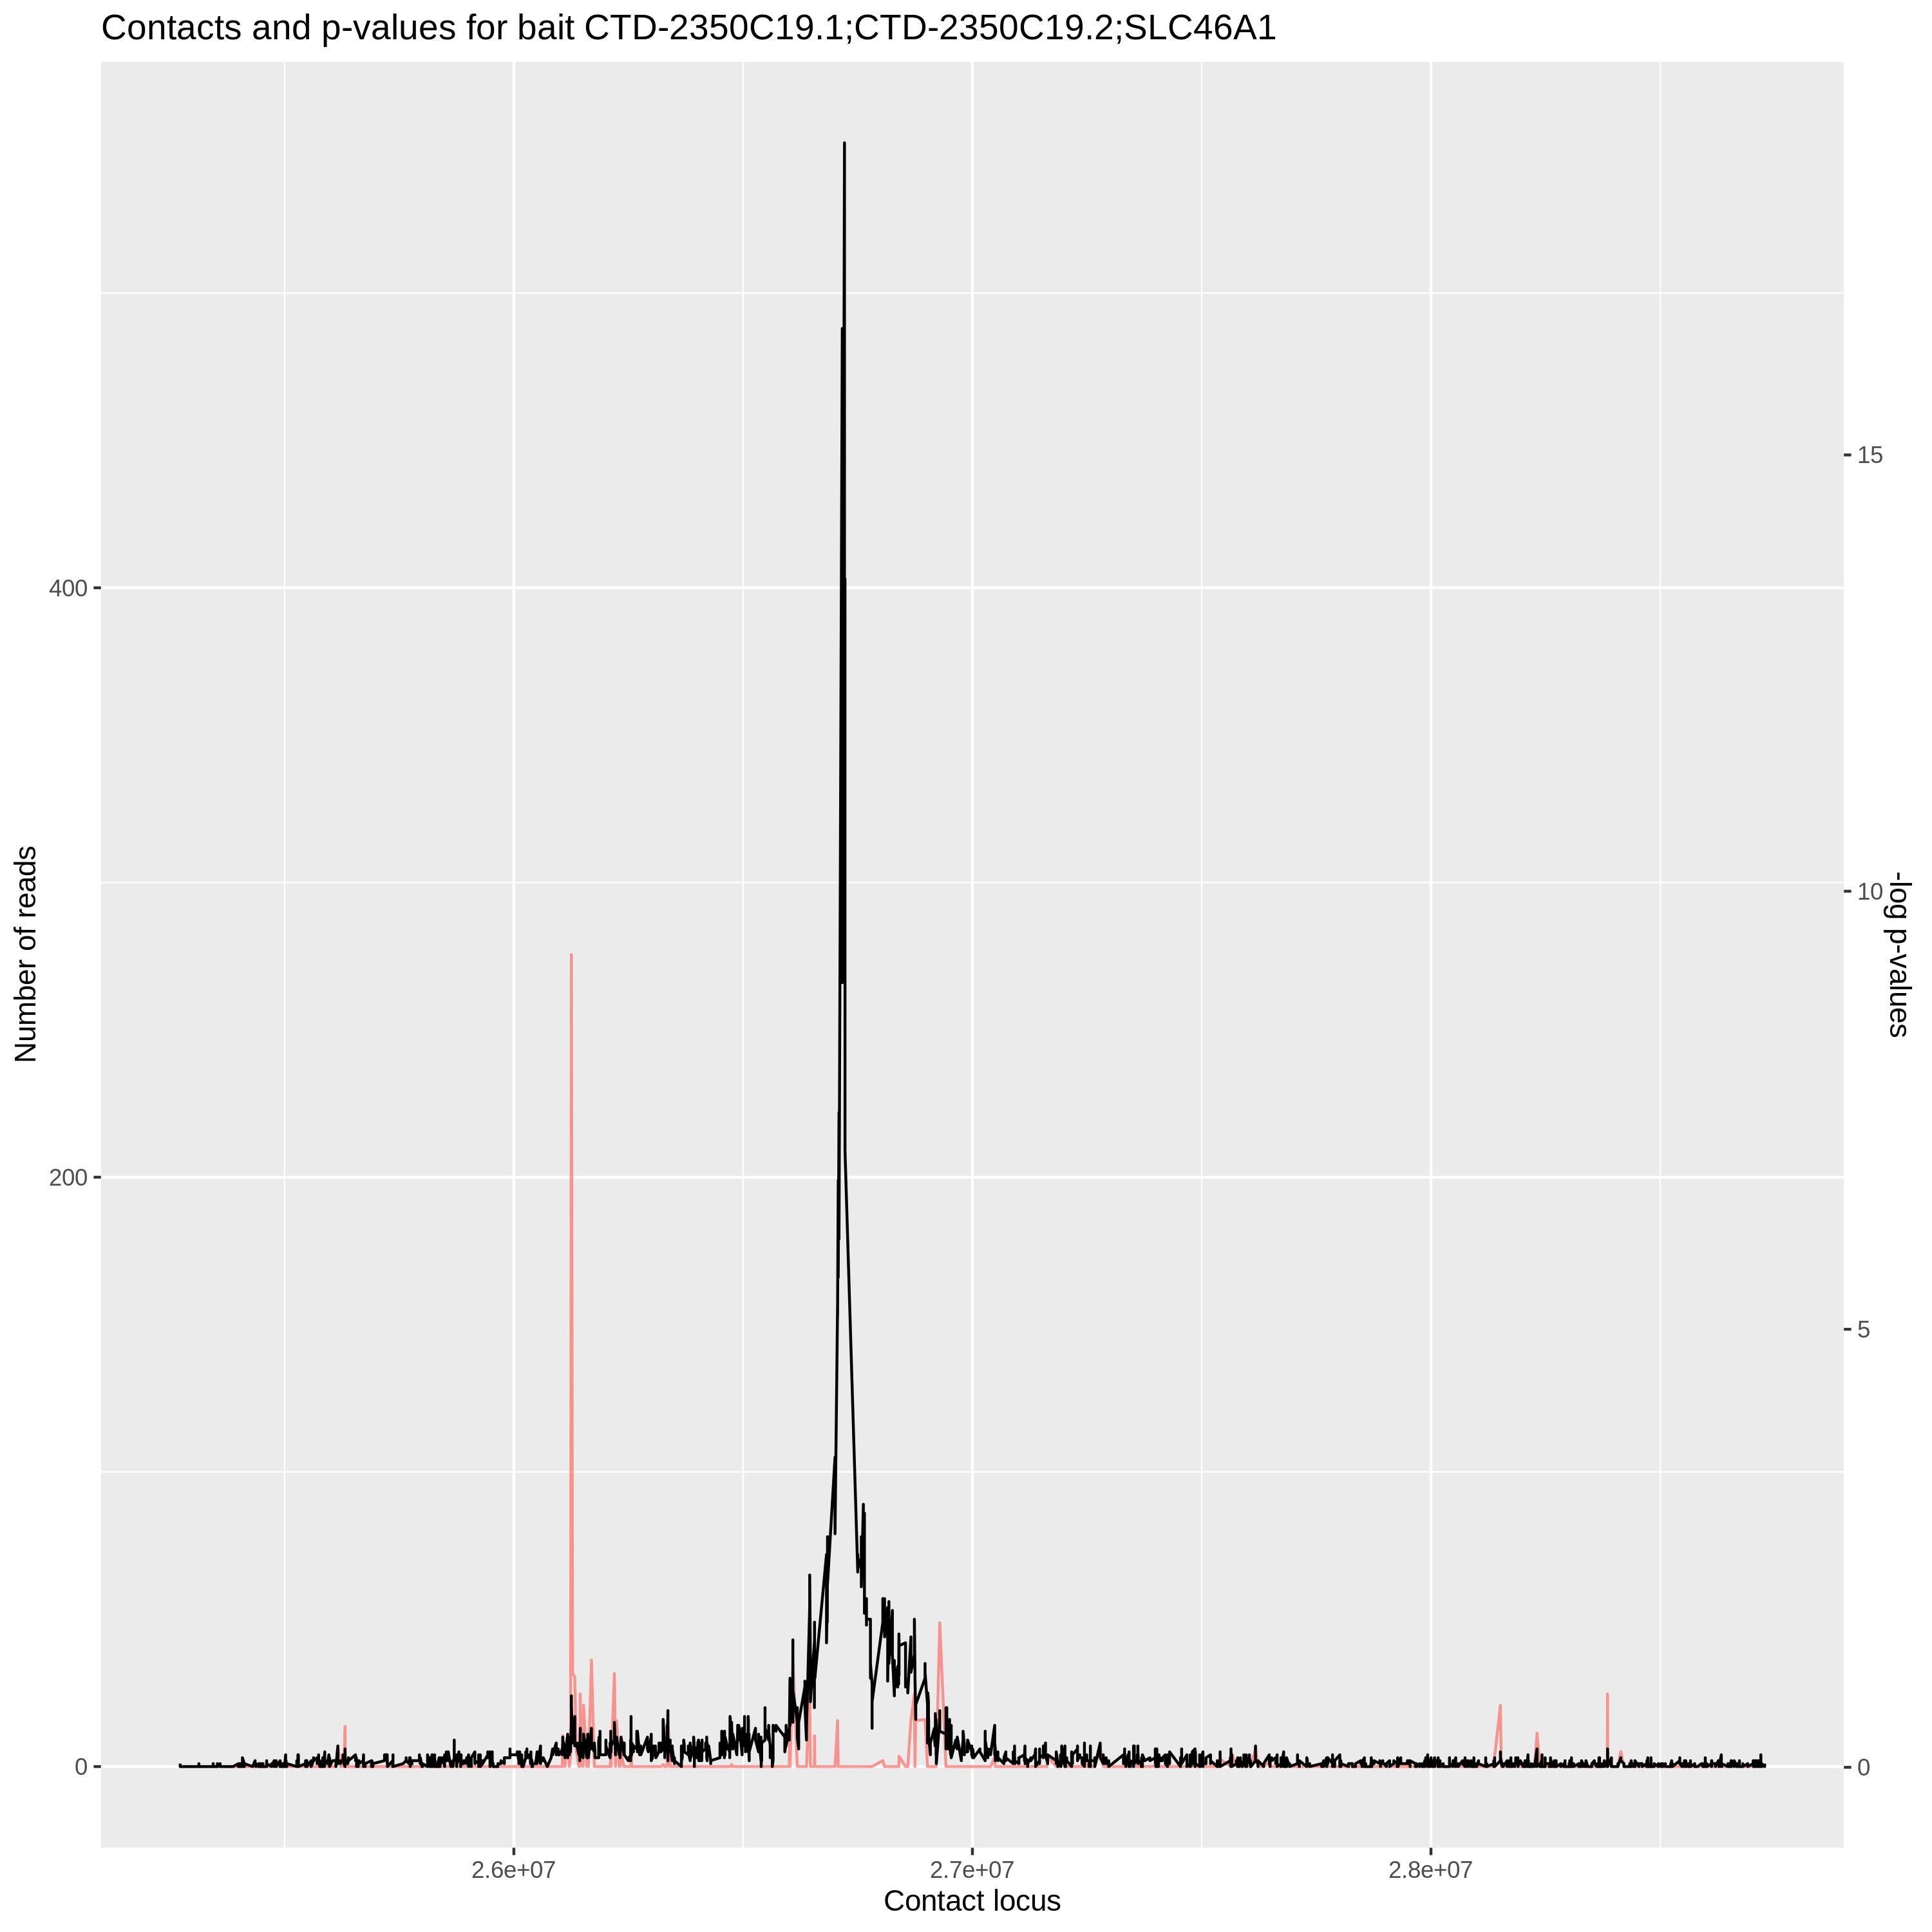 Contacts and p-values for bait CTD-2350C19.1;CTD-2350C19.2;SLC46A1
Number of reads
400
200
0
15
10
5
0
-log p-values
2.6e+07
2.7e+07
2.8e+07
Contact locus